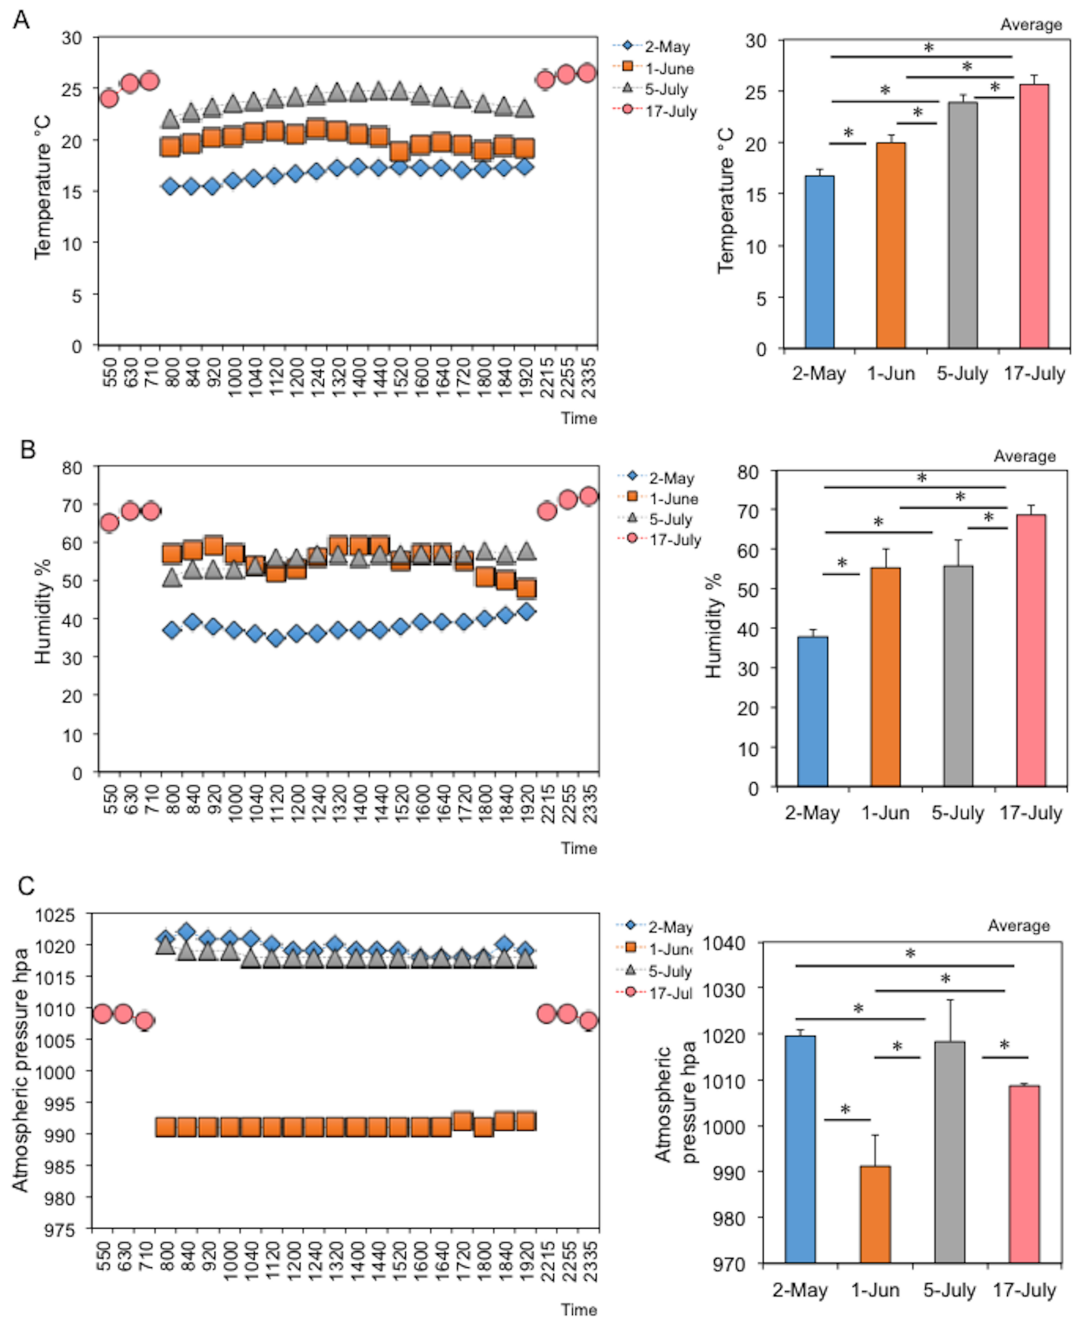 A
Average
Temperature °C
30
25
20
15
10
5
0
550 630 710 800 840 920 1000 1040 1120 1200 1240 1320 1400 1440 1520 1600 1640 1720 1800 1840 1920 2215 2255 2335
Time
2-May
1-June
5-July
17-July
Temperature °C
30
25
20
15
10
5
0
* * * * * *
2-May 1-Jun 5-July 17-July
B
Average
Humidity %
80
70
60
50
40
30
20
10
0
550 630 710 800 840 920 1000 1040 1120 1200 1240 1320 1400 1440 1520 1600 1640 1720 1800 1840 1920 2215 2255 2335
Time
2-May
1-June
5-July
17-July
Humidity %
80
70
60
50
40
30
20
10
0
* * * * *
2-May 1-Jun 5-July 17-July
C
Average
Atmospheric pressure hpa
1025
1020
1015
1010
1005
1000
995
990
985
980
975
550 630 710 800 840 920 1000 1040 1120 1200 1240 1320 1400 1440 1520 1600 1640 1720 1800 1840 1920 2215 2255 2335
Time
2-May
1-June
5-July
17-Jul
Atmospheric
pressure hpa
1040
1030
1020
1010
1000
990
980
970
* * * * * *
2-May 1-Jun 5-July 17-July